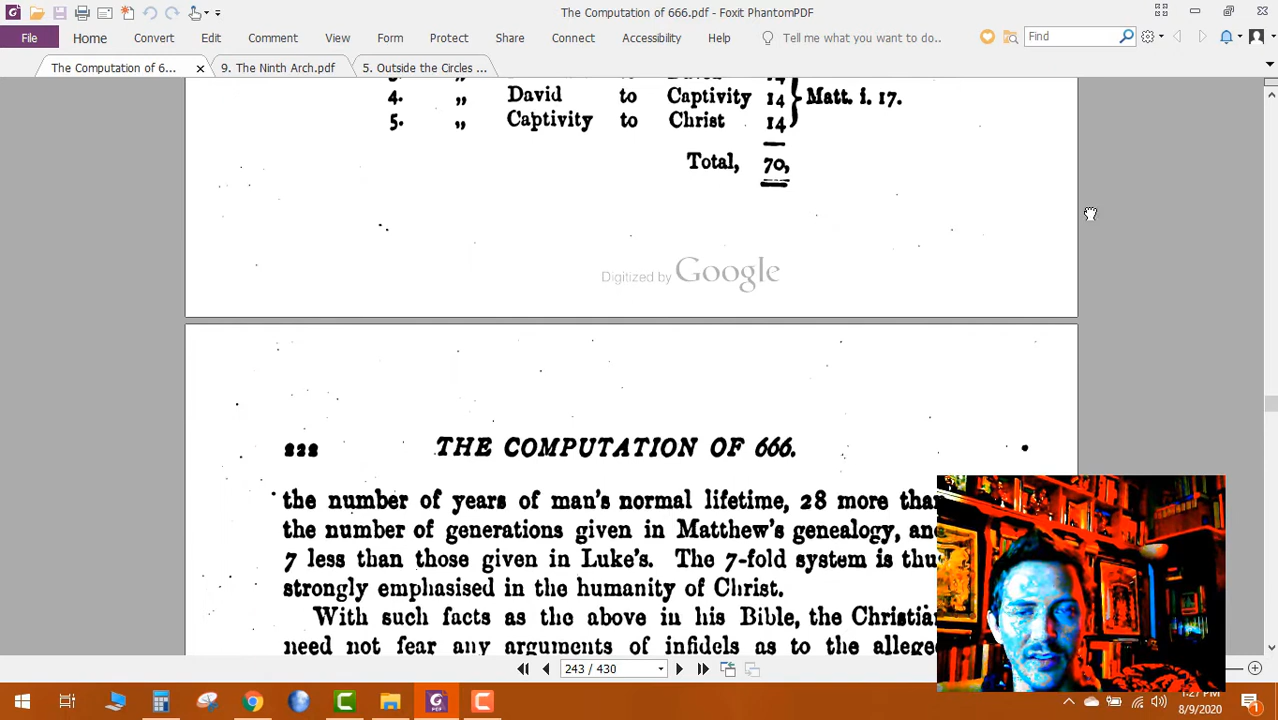 The Computation of 666.pdf - Foxit PhantomPDF
File Home Convert Edit Comment View Form Protect Share Connect Accessibility Help Tell me what you want to do.. Find
The Computation of 6... 9. The Ninth Arch.pdf 5. Outside the Circles ...
4. „ David to Captivity 14 } Matt. i. 17.
5. „ Captivity to Christ 14
Total, 70,
Digitized by Google
222 THE COMPUTATION OF 666.
the number of years of man's normal lifetime, 28 more than
the number of generations given in Matthew's genealogy, and
7 less than those given in Luke's. The 7-fold system is thus
strongly emphasised in the humanity of Christ.
With such facts as the above in his Bible, the Christian
need not fear any arguments of infidels as to the alleged
243 / 430
1:27 PM
8/9/2020